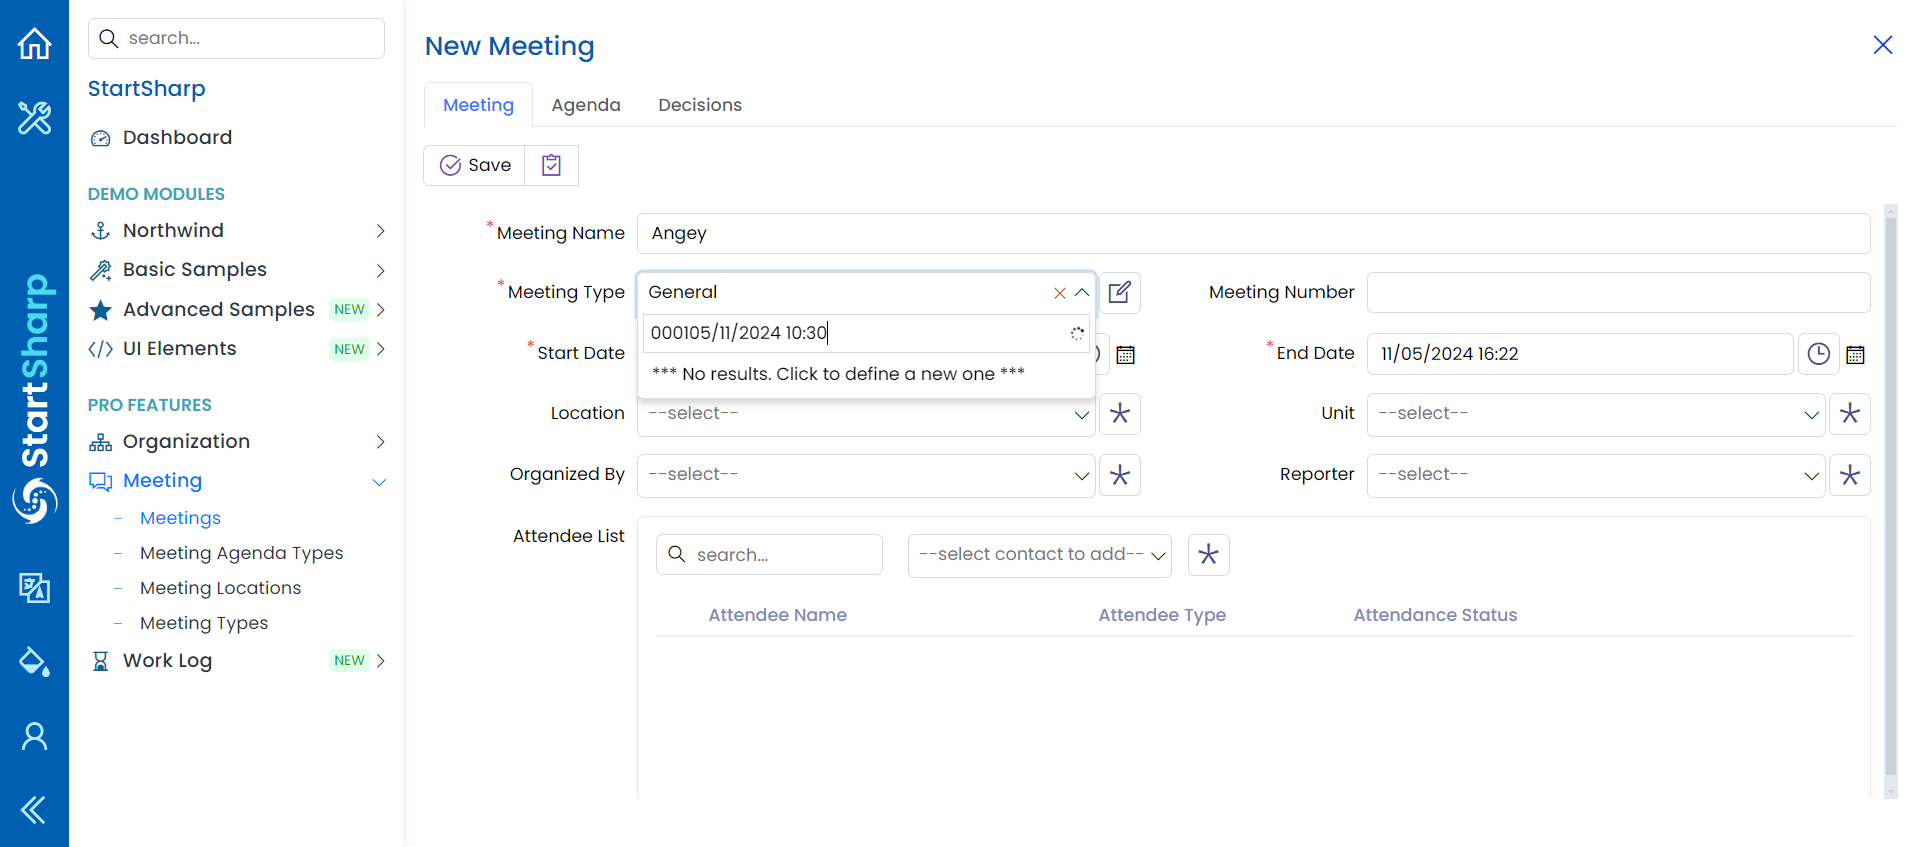 search...
StartSharp
Dashboard
DEMO MODULES
Northwind
Basic Samples
Advanced Samples NEW
UI Elements NEW
PRO FEATURES
Organization
Meeting
Meetings
Meeting Agenda Types
Meeting Locations
Meeting Types
Work Log NEW
StartSharp
New Meeting
Meeting Agenda Decisions
Save
* Meeting Name Angey
* Meeting Type General
Meeting Number
000105/11/2024 10:30
*** No results. Click to define a new one ***
* Start Date
* End Date 11/05/2024 16:22
Location --select--
Unit --select--
Organized By --select--
Reporter --select--
Attendee List
search... --select contact to add--
Attendee Name Attendee Type Attendance Status